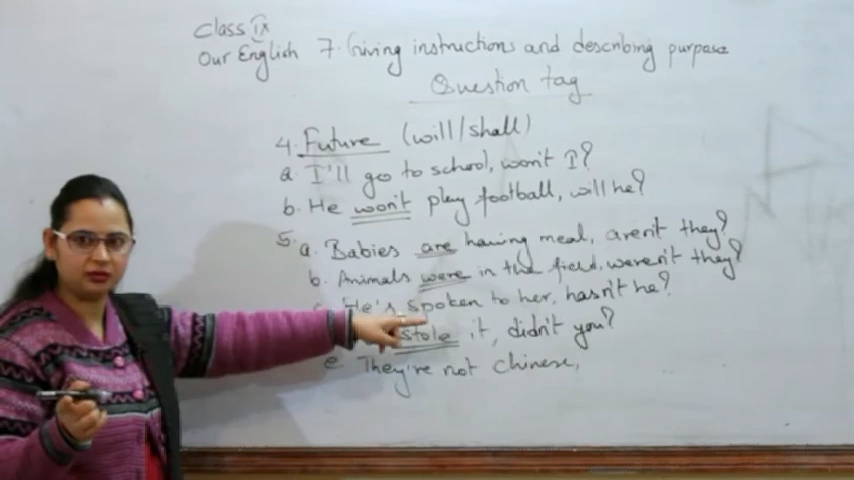 Class IX
Our English 7. Giving instructions and describing purpose
Question tag
4. Future (will/shall)
a. I'll go to school, won't I?
b. He won't play football, will he?
5.
a. Babies are having meal, aren't they?
b. Animals were in the field, weren't they?
He's spoken to her, hasn't he?
stole it, didn't you?
e They're not Chinese,